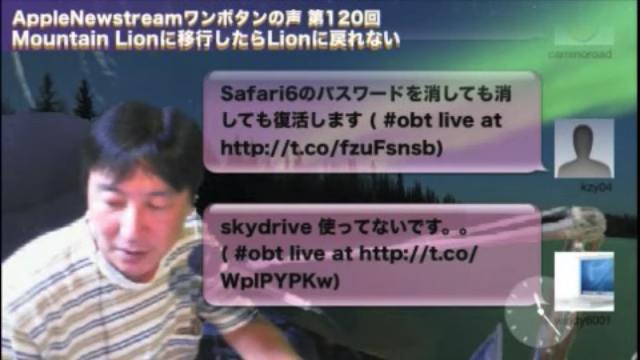 AppleNewstreamワンボタンの声 第120回
Mountain Lionに移行したらLionに戻れない
caminoroad
Safari6のパスワードを消しても消
しても復活します ( #obt live at
http://t.co/fzuFsnsb)
kzy04
skydrive 使ってないです。。
( #obt live at http://t.co/
WpIPYPKw)